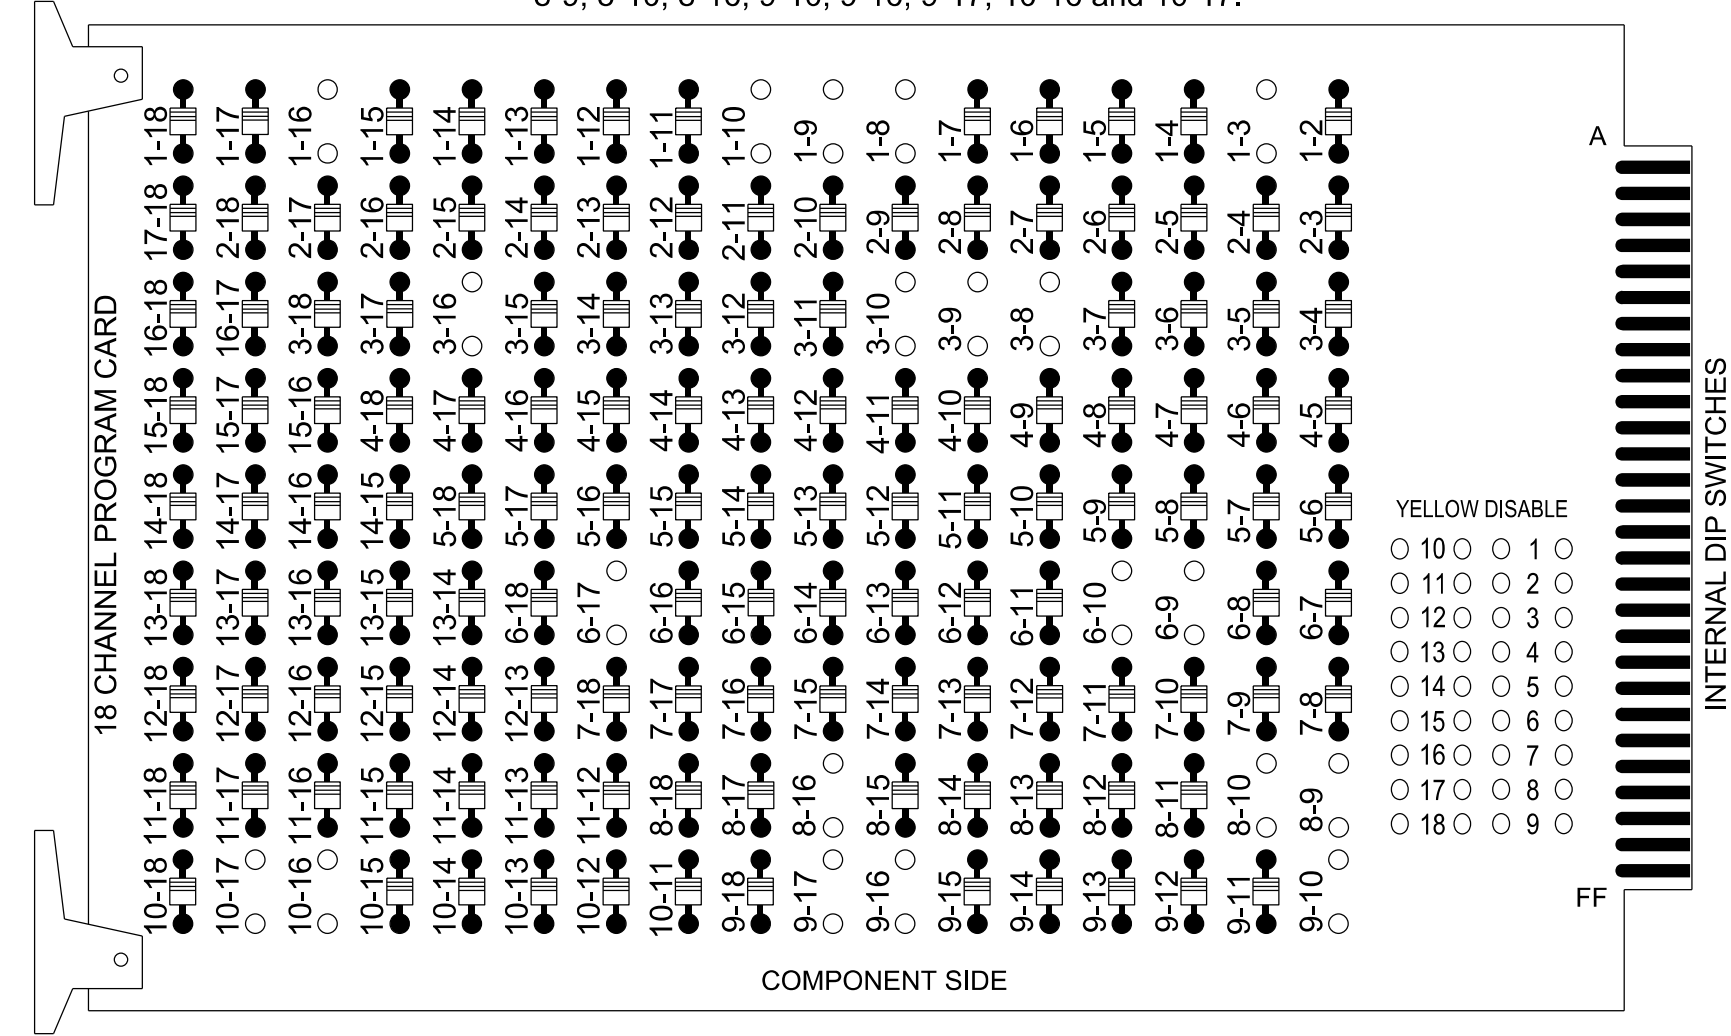 8-9, 8-10, 8-16, 9-10, 9-16, 9-17, 10-16 and 10-17.
1-18 1-17 1-16 1-15 1-14 1-13 1-12 1-11 1-10 1-9 1-8 1-7 1-6 1-5 1-4 1-3 1-2
A
17-18 2-18 2-17 2-16 2-15 2-14 2-13 2-12 2-11 2-10 2-9 2-8 2-7 2-6 2-5 2-4 2-3
16-18 16-17 3-18 3-17 3-16 3-15 3-14 3-13 3-12 3-11 3-10 3-9 3-8 3-7 3-6 3-5 3-4
15-18 15-17 15-16 4-18 4-17 4-16 4-15 4-14 4-13 4-12 4-11 4-10 4-9 4-8 4-7 4-6 4-5
14-18 14-17 14-16 14-15 5-18 5-17 5-16 5-15 5-14 5-13 5-12 5-11 5-10 5-9 5-8 5-7 5-6
13-18 13-17 13-16 13-15 13-14 6-18 6-17 6-16 6-15 6-14 6-13 6-12 6-11 6-10 6-9 6-8 6-7
12-18 12-17 12-16 12-15 12-14 12-13 7-18 7-17 7-16 7-15 7-14 7-13 7-12 7-11 7-10 7-9 7-8
11-18 11-17 11-16 11-15 11-14 11-13 11-12 8-18 8-17 8-16 8-15 8-14 8-13 8-12 8-11 8-10 8-9
10-18 10-17 10-16 10-15 10-14 10-13 10-12 10-11 9-18 9-17 9-16 9-15 9-14 9-13 9-12 9-11 9-10
18 CHANNEL PROGRAM CARD
YELLOW DISABLE
10 1
11 2
12 3
13 4
14 5
15 6
16 7
17 8
18 9
FF
INTERNAL DIP SWITCHES
COMPONENT SIDE